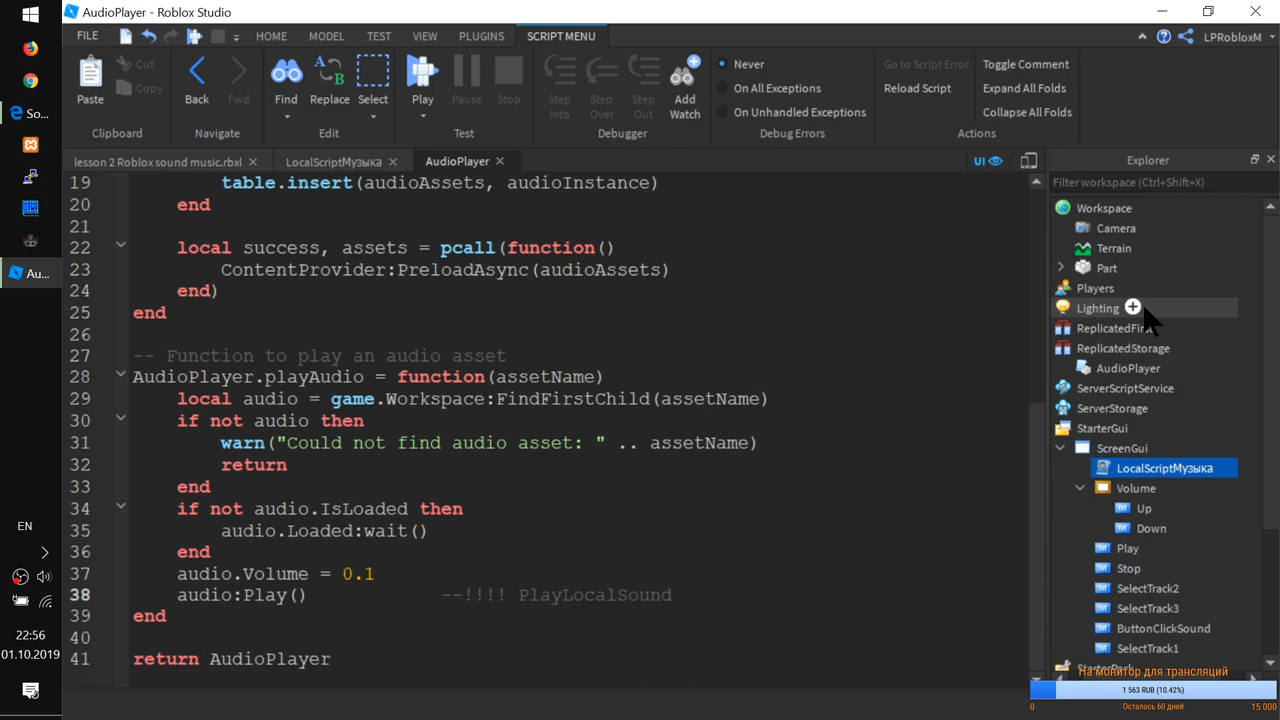 AudioPlayer - Roblox Studio
FILE
HOME
MODEL
TEST
VIEW
PLUGINS
SCRIPT MENU
LPRobloxM
Paste
Cut
Copy
Clipboard
Back
Fwd
Navigate
Find
Replace
Select
Edit
Play
Pause
Stop
Test
Step Into
Step Over
Step Out
Add Watch
Debugger
Never
On All Exceptions
On Unhandled Exceptions
Debug Errors
Go to Script Error
Reload Script
Toggle Comment
Expand All Folds
Collapse All Folds
Actions
So...
Au...
EN
22:56
01.10.2019
lesson 2 Roblox sound music.rbxl
LocalScriptМузыка
AudioPlayer
UI
19 table.insert(audioAssets, audioInstance)
20 end
21
22 local success, assets = pcall(function()
23 ContentProvider:PreloadAsync(audioAssets)
24 end)
25 end
26
27 -- Function to play an audio asset
28 AudioPlayer.playAudio = function(assetName)
29 local audio = game.Workspace:FindFirstChild(assetName)
30 if not audio then
31 warn("Could not find audio asset: " .. assetName)
32 return
33 end
34 if not audio.IsLoaded then
35 audio.Loaded:wait()
36 end
37 audio.Volume = 0.1
38 audio:Play() --!!!! PlayLocalSound
39 end
40
41 return AudioPlayer
Explorer
Filter workspace (Ctrl+Shift+X)
Workspace
Camera
Terrain
Part
Players
Lighting
ReplicatedFirst
ReplicatedStorage
AudioPlayer
ServerScriptService
ServerStorage
StarterGui
ScreenGui
LocalScriptМузыка
Volume
Up
Down
Play
Stop
SelectTrack2
SelectTrack3
ButtonClickSound
SelectTrack1
StarterPack
На монитор для трансляций
1 563 RUB (10.42%)
0
Осталось 60 дней
15 000